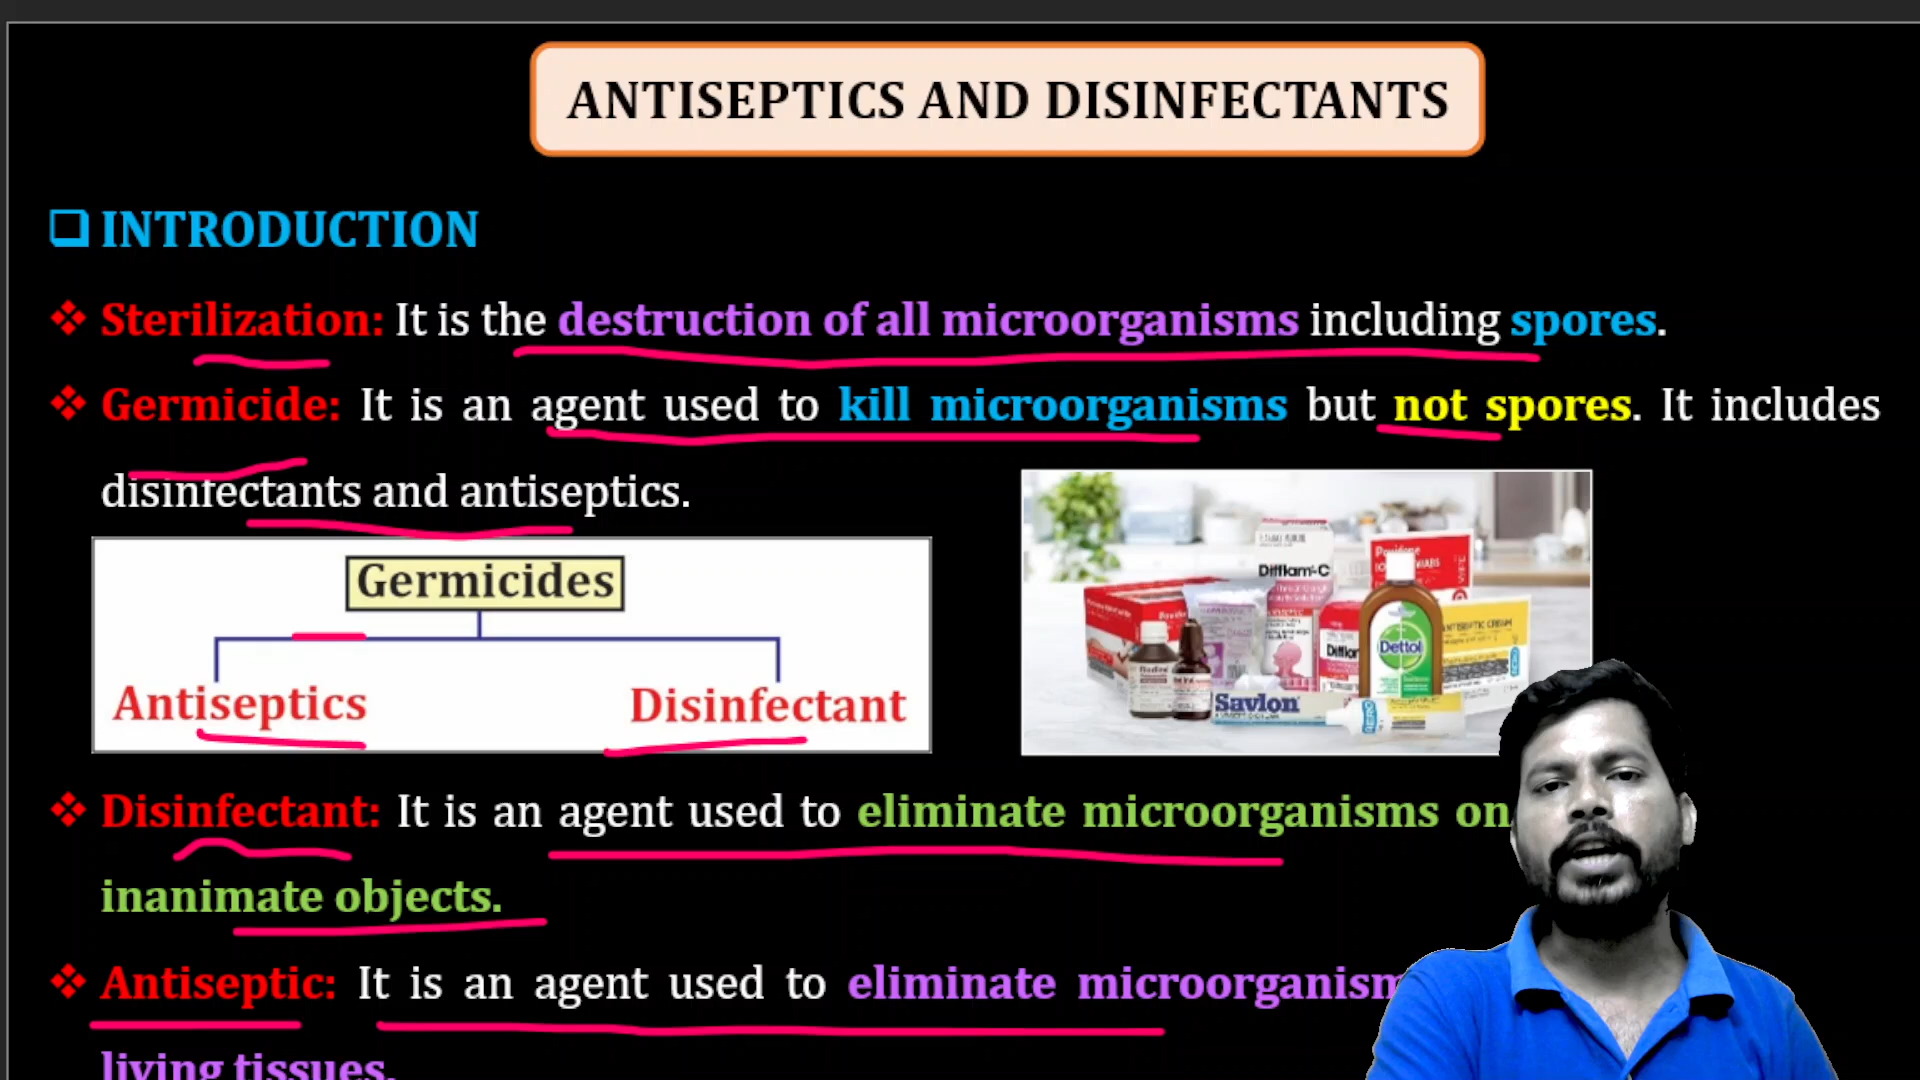 ANTISEPTICS AND DISINFECTANTS
INTRODUCTION
Sterilization: It is the destruction of all microorganisms including spores.
Germicide: It is an agent used to kill microorganisms but not spores. It includes
disinfectants and antiseptics.
Germicides
Antiseptics
Disinfectant
Difflam-C
Povidone
ANTISEPTIC CREAM
Dettol
Savlon
Disinfectant: It is an agent used to eliminate microorganisms on
inanimate objects.
Antiseptic: It is an agent used to eliminate
living tissues.